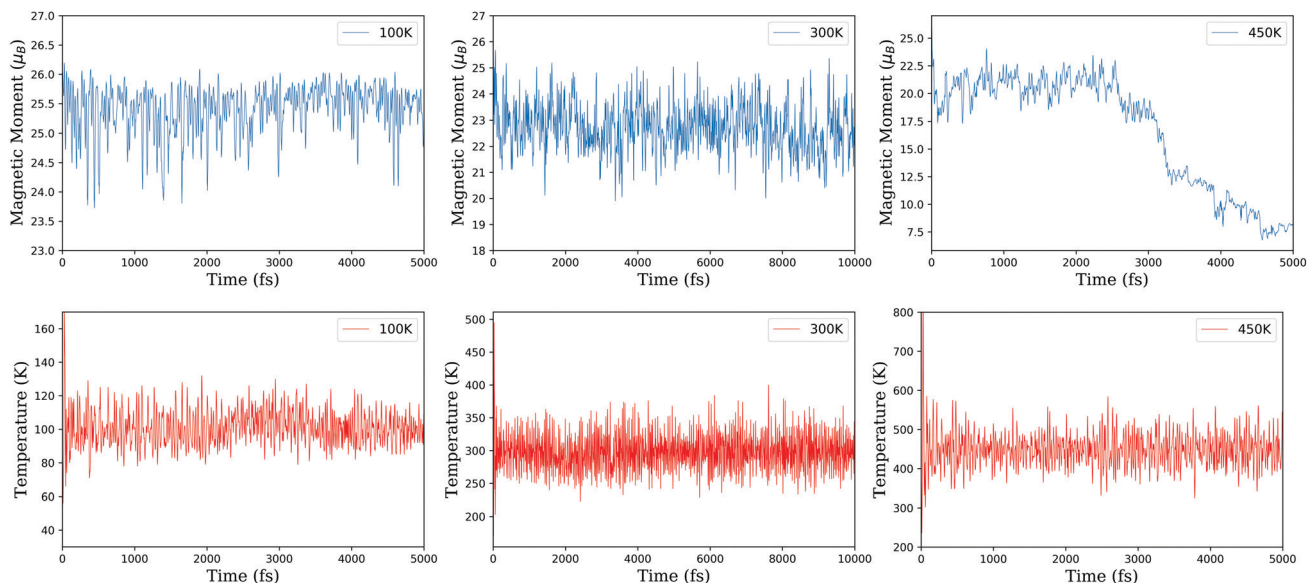 27.0
26.5
26.0
25.5
25.0
24.5
24.0
23.5
23.0
Magnetic Moment (μB)
100K
0 1000 2000 3000 4000 5000
Time (fs)
27
26
25
24
23
22
21
20
19
18
Magnetic Moment (μB)
300K
0 2000 4000 6000 8000 10000
Time (fs)
25.0
22.5
20.0
17.5
15.0
12.5
10.0
7.5
Magnetic Moment (μB)
450K
0 1000 2000 3000 4000 5000
Time (fs)
160
140
120
100
80
60
40
Temperature (K)
100K
0 1000 2000 3000 4000 5000
Time (fs)
500
450
400
350
300
250
200
Temperature (K)
300K
0 2000 4000 6000 8000 10000
Time (fs)
800
700
600
500
400
300
200
Temperature (K)
450K
0 1000 2000 3000 4000 5000
Time (fs)